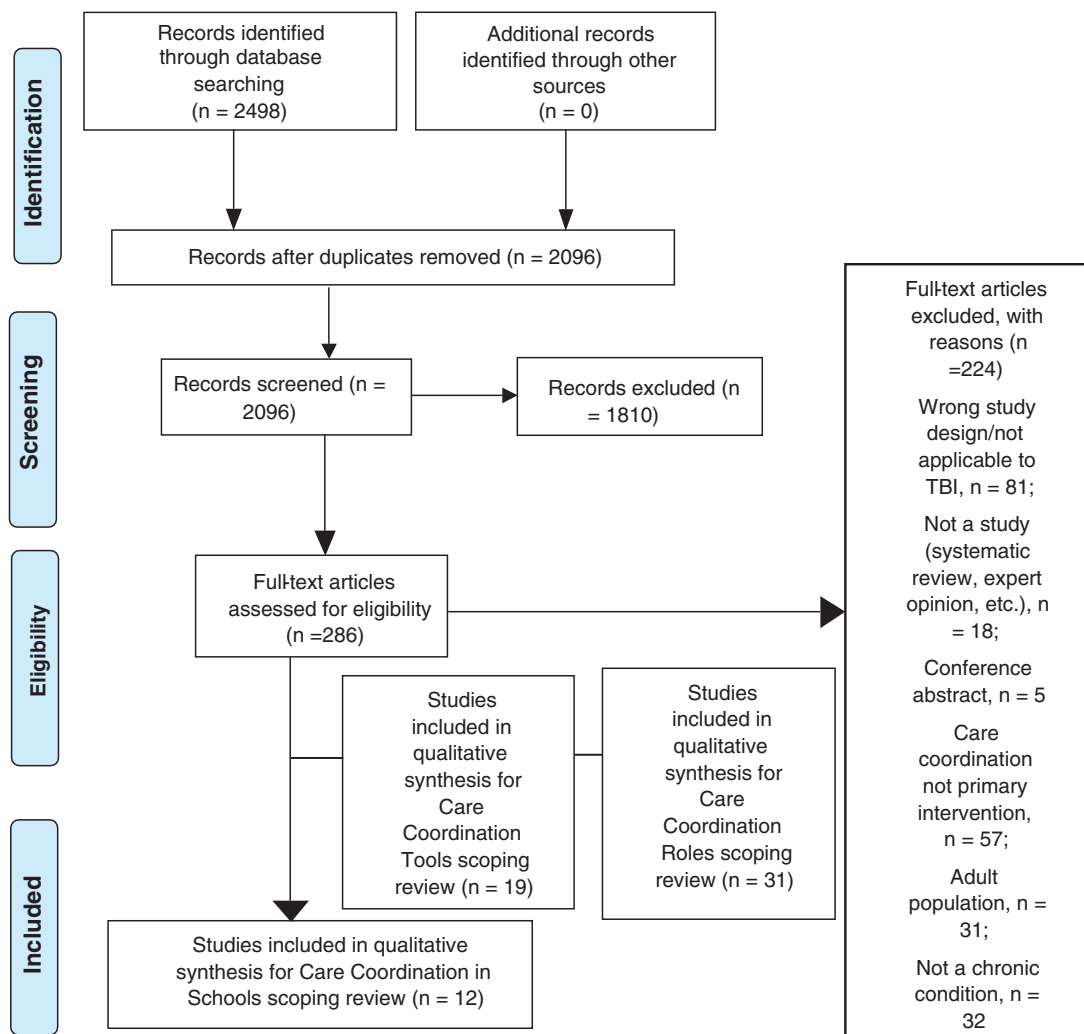 Identification
Records identified
through database
searching
(n = 2498)
Additional records
identified through other
sources
(n = 0)
Records after duplicates removed (n = 2096)
Screening
Records screened (n =
2096)
Records excluded (n
= 1810)
Eligibility
Full-text articles
assessed for eligibility
(n =286)
Full-text articles
excluded, with
reasons (n
=224)
Wrong study
design/not
applicable to
TBI, n = 81;
Not a study
(systematic
review, expert
opinion, etc.), n
= 18;
Conference
abstract, n = 5
Care
coordination
not primary
intervention,
n = 57;
Adult
population, n =
31;
Not a chronic
condition, n =
32
Studies
included in
qualitative
synthesis for
Care
Coordination
Tools scoping
review (n = 19)
Studies
included in
qualitative
synthesis for
Care
Coordination
Roles scoping
review (n = 31)
Included
Studies included in qualitative
synthesis for Care Coordination in
Schools scoping review (n = 12)